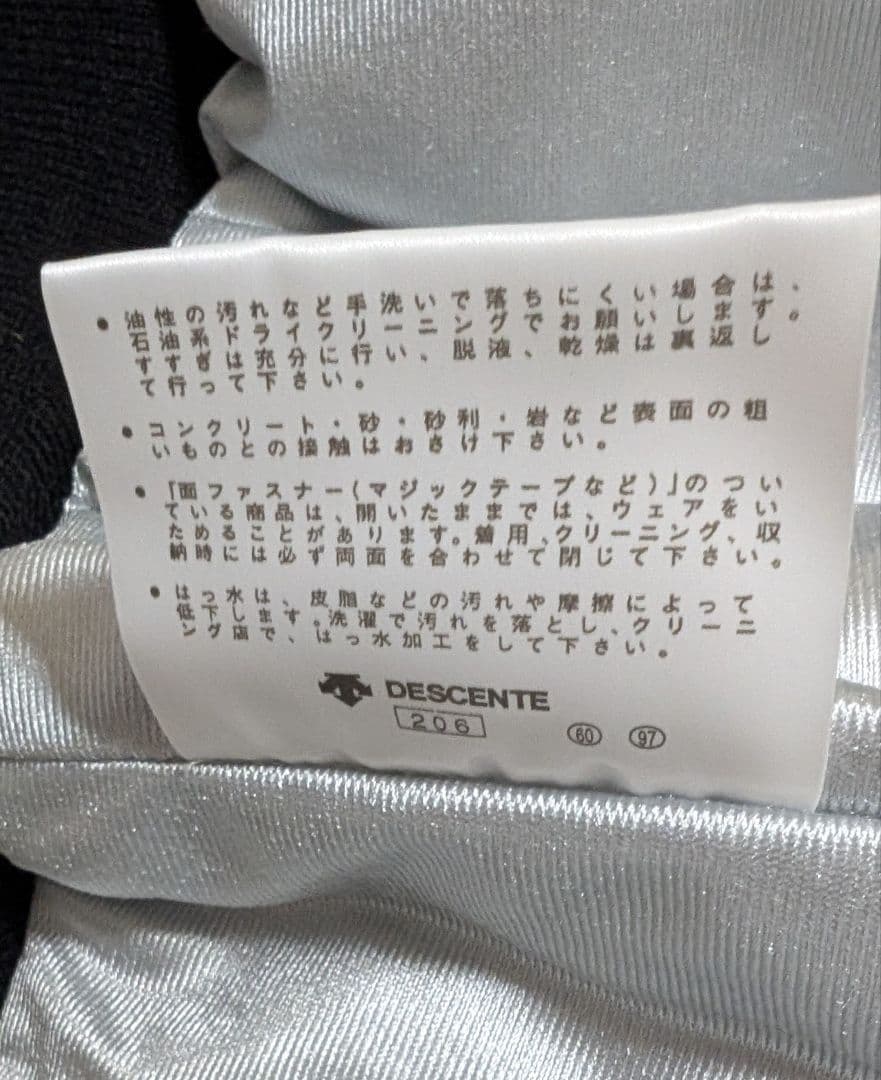 ● 油性の汚れなど手洗いで落ちにくい場合は、
石油系ドライクリーニングでお願いします。
すすぎは充分に行い、脱液、乾燥は裏返し
て行って下さい。
● コンクリート・砂・砂利・岩など表面の粗
いものとの接触はおさけ下さい。
● 「面ファスナー(マジックテープなど)」のつい
ている商品は、開いたままでは、ウェアをい
ためることがあります。着用、クリーニング、収
納時には必ず両面を合わせて閉じて下さい。
● はっ水は、皮脂などの汚れや摩擦によって
低下します。洗濯で汚れを落とし、クリーニ
ング店で、はっ水加工をして下さい。
DESCENTE
206 60 97